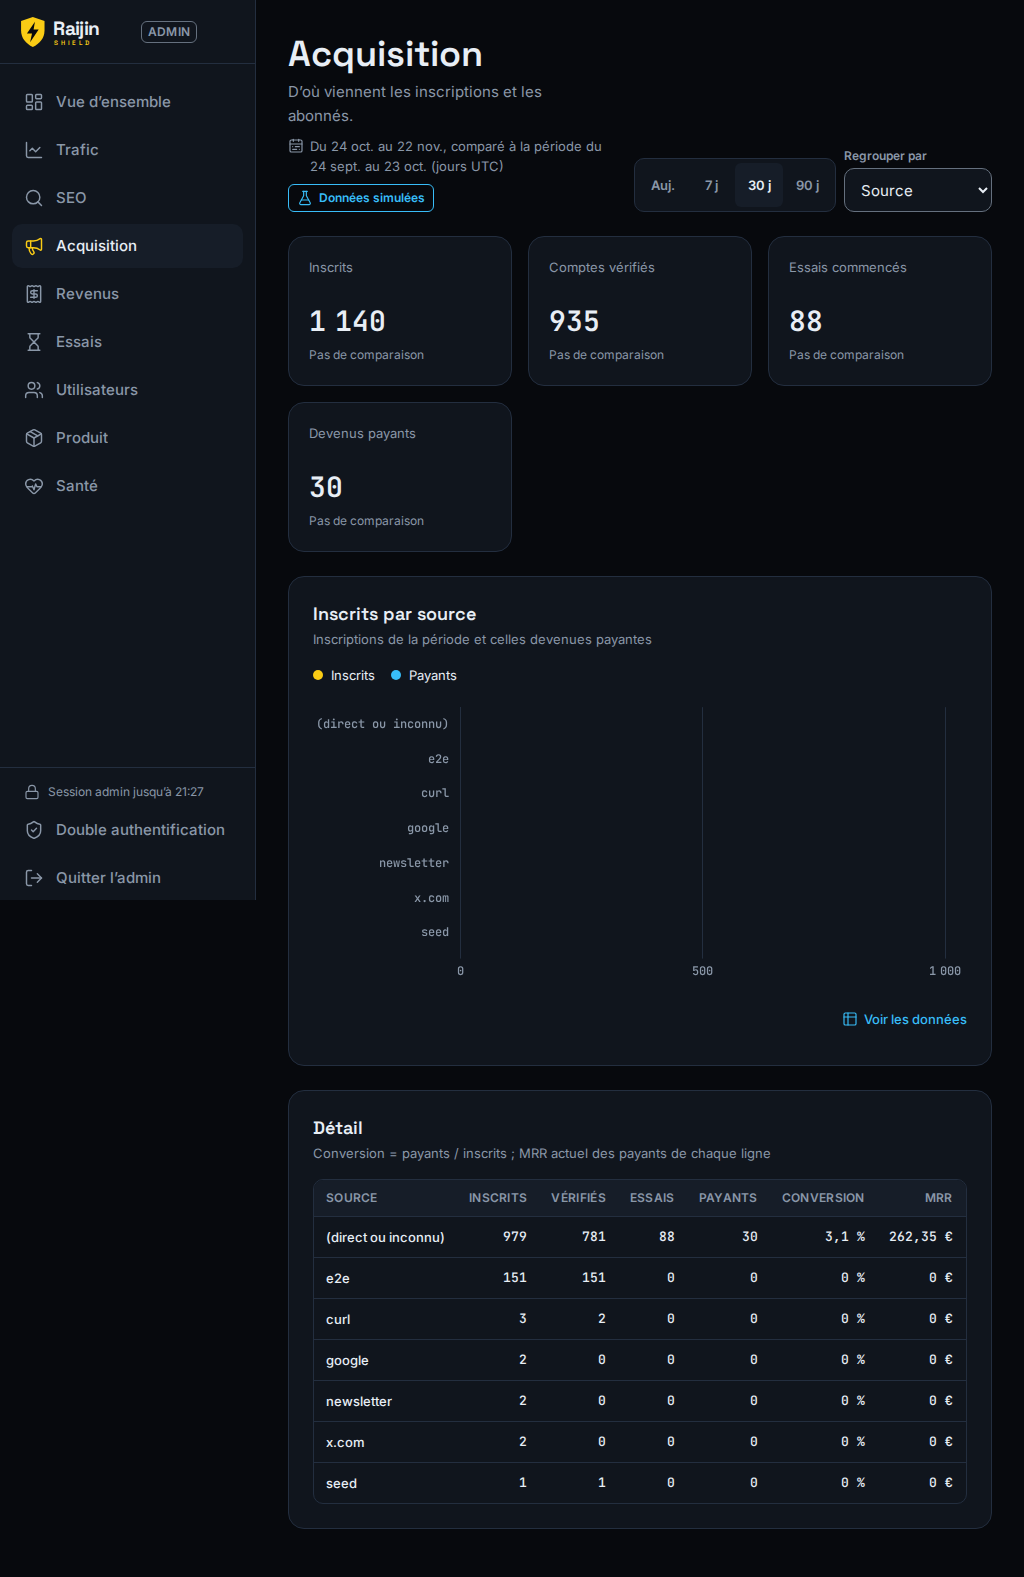 Raijin
SHIELD
ADMIN
Vue d’ensemble
Trafic
SEO
Acquisition
Revenus
Essais
Utilisateurs
Produit
Santé
Session admin jusqu’à 21:27
Double authentification
Quitter l’admin
Acquisition
D’où viennent les inscriptions et les
abonnés.
Du 24 oct. au 22 nov., comparé à la période du
24 sept. au 23 oct. (jours UTC)
Données simulées
Auj. 7 j 30 j 90 j
Regrouper par
Source
Inscrits
1 140
Pas de comparaison
Comptes vérifiés
935
Pas de comparaison
Essais commencés
88
Pas de comparaison
Devenus payants
30
Pas de comparaison
Inscrits par source
Inscriptions de la période et celles devenues payantes
Inscrits Payants
(direct ou inconnu)
e2e
curl
google
newsletter
x.com
seed
0 500 1 000
Voir les données
Détail
Conversion = payants / inscrits ; MRR actuel des payants de chaque ligne
SOURCE INSCRITS VÉRIFIÉS ESSAIS PAYANTS CONVERSION MRR
(direct ou inconnu) 979 781 88 30 3,1 % 262,35 €
e2e 151 151 0 0 0 % 0 €
curl 3 2 0 0 0 % 0 €
google 2 0 0 0 0 % 0 €
newsletter 2 0 0 0 0 % 0 €
x.com 2 0 0 0 0 % 0 €
seed 1 1 0 0 0 % 0 €